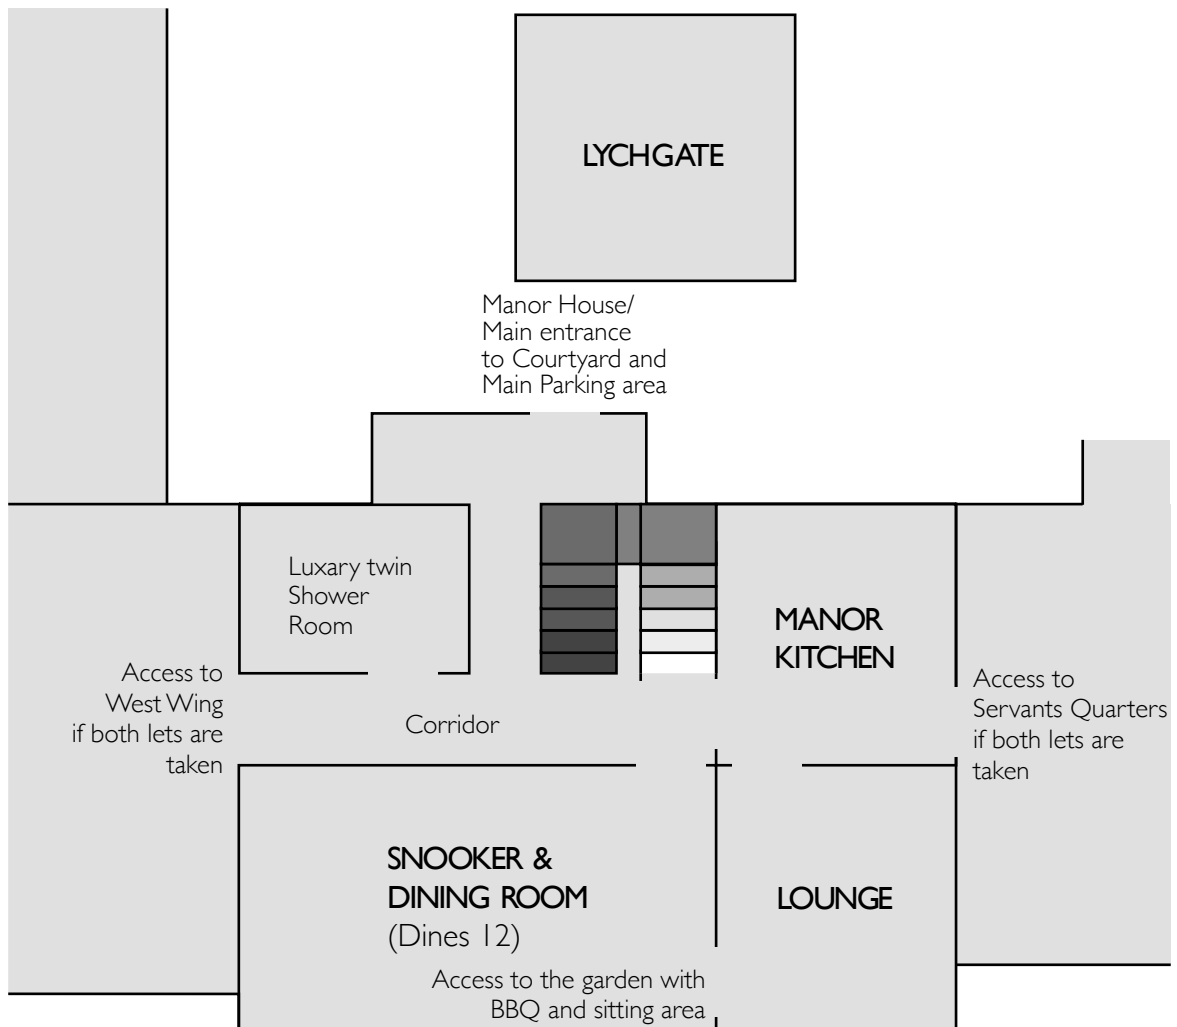 LYCHGATE
Manor House/
Main entrance
to Courtyard and
Main Parking area
Luxary twin
Shower
Room
MANOR
KITCHEN
Access to
West Wing
if both lets are
taken
Corridor
Access to
Servants Quarters
if both lets are
taken
SNOOKER &
DINING ROOM
(Dines 12)
LOUNGE
Access to the garden with
BBQ and sitting area